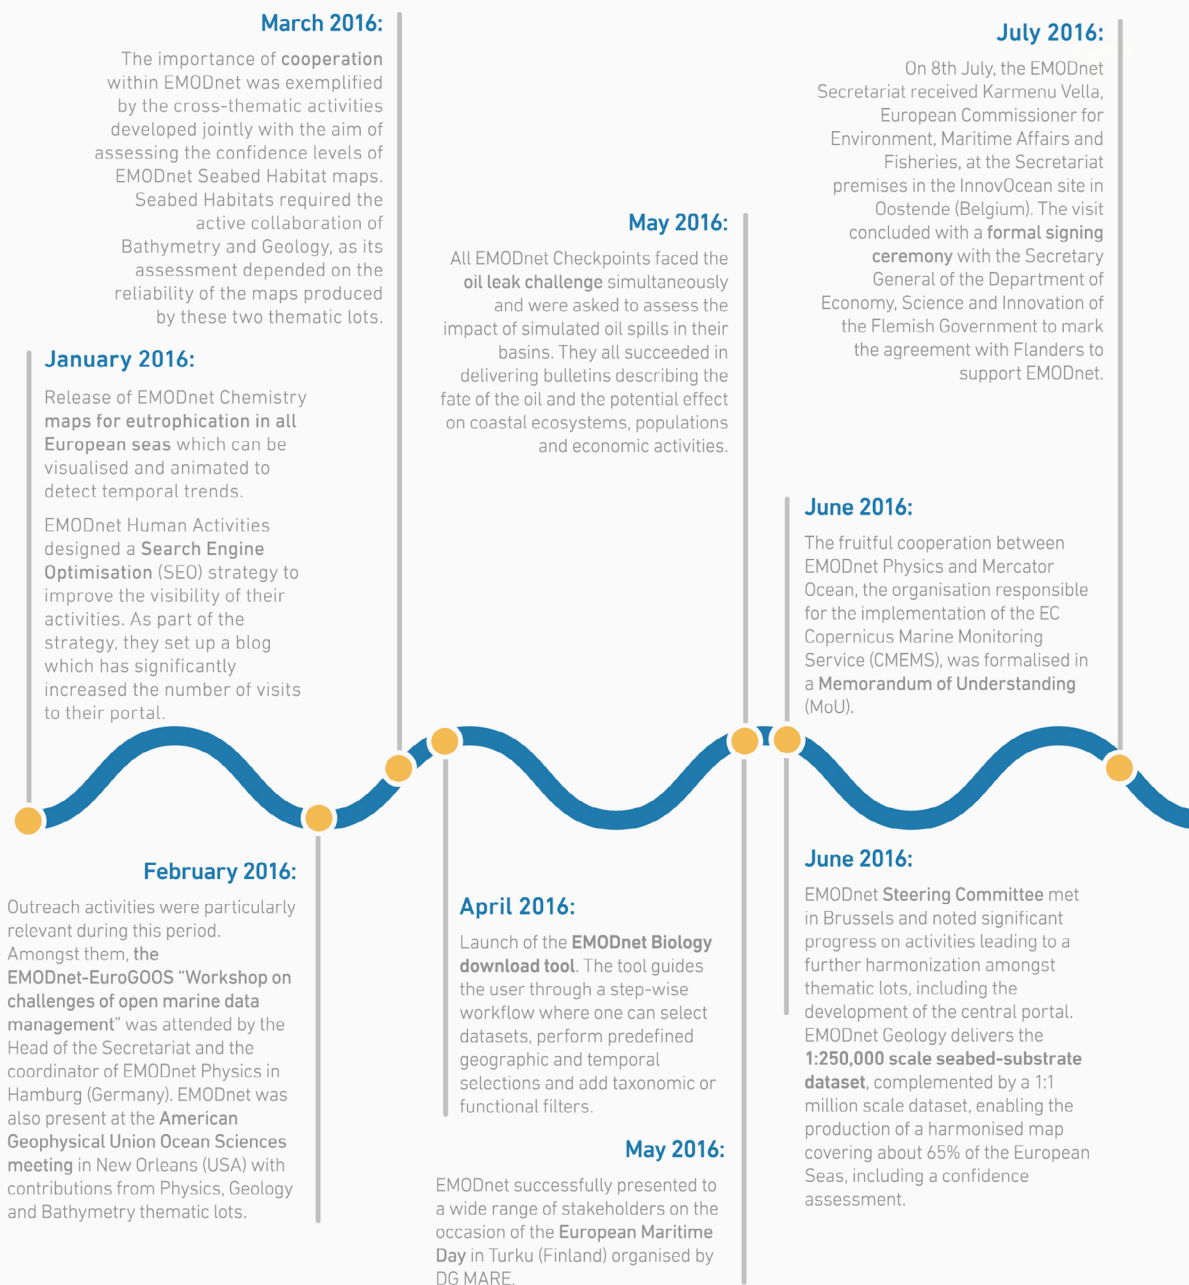 March 2016:
The importance of cooperation
within EMODnet was exemplified
by the cross-thematic activities
developed jointly with the aim of
assessing the confidence levels of
EMODnet Seabed Habitat maps.
Seabed Habitats required the
active collaboration of
Bathymetry and Geology, as its
assessment depended on the
reliability of the maps produced
by these two thematic lots.
January 2016:
Release of EMODnet Chemistry
maps for eutrophication in all
European seas which can be
visualised and animated to
detect temporal trends.
EMODnet Human Activities
designed a Search Engine
Optimisation (SEO) strategy to
improve the visibility of their
activities. As part of the
strategy, they set up a blog
which has significantly
increased the number of visits
to their portal.
May 2016:
All EMODnet Checkpoints faced the
oil leak challenge simultaneously
and were asked to assess the
impact of simulated oil spills in their
basins. They all succeeded in
delivering bulletins describing the
fate of the oil and the potential effect
on coastal ecosystems, populations
and economic activities.
July 2016:
On 8th July, the EMODnet
Secretariat received Karmenu Vella,
European Commissioner for
Environment, Maritime Affairs and
Fisheries, at the Secretariat
premises in the InnovOcean site in
Oostende (Belgium). The visit
concluded with a formal signing
ceremony with the Secretary
General of the Department of
Economy, Science and Innovation of
the Flemish Government to mark
the agreement with Flanders to
support EMODnet.
June 2016:
The fruitful cooperation between
EMODnet Physics and Mercator
Ocean, the organisation responsible
for the implementation of the EC
Copernicus Marine Monitoring
Service (CMEMS), was formalised in
a Memorandum of Understanding
(MoU).
February 2016:
Outreach activities were particularly
relevant during this period.
Amongst them, the
EMODnet-EuroGOOS "Workshop on
challenges of open marine data
management" was attended by the
Head of the Secretariat and the
coordinator of EMODnet Physics in
Hamburg (Germany). EMODnet was
also present at the American
Geophysical Union Ocean Sciences
meeting in New Orleans (USA) with
contributions from Physics, Geology
and Bathymetry thematic lots.
April 2016:
Launch of the EMODnet Biology
download tool. The tool guides
the user through a step-wise
workflow where one can select
datasets, perform predefined
geographic and temporal
selections and add taxonomic or
functional filters.
May 2016:
EMODnet successfully presented to
a wide range of stakeholders on the
occasion of the European Maritime
Day in Turku (Finland) organised by
DG MARE.
June 2016:
EMODnet Steering Committee met
in Brussels and noted significant
progress on activities leading to a
further harmonization amongst
thematic lots, including the
development of the central portal.
EMODnet Geology delivers the
1:250,000 scale seabed-substrate
dataset, complemented by a 1:1
million scale dataset, enabling the
production of a harmonised map
covering about 65% of the European
Seas, including a confidence
assessment.